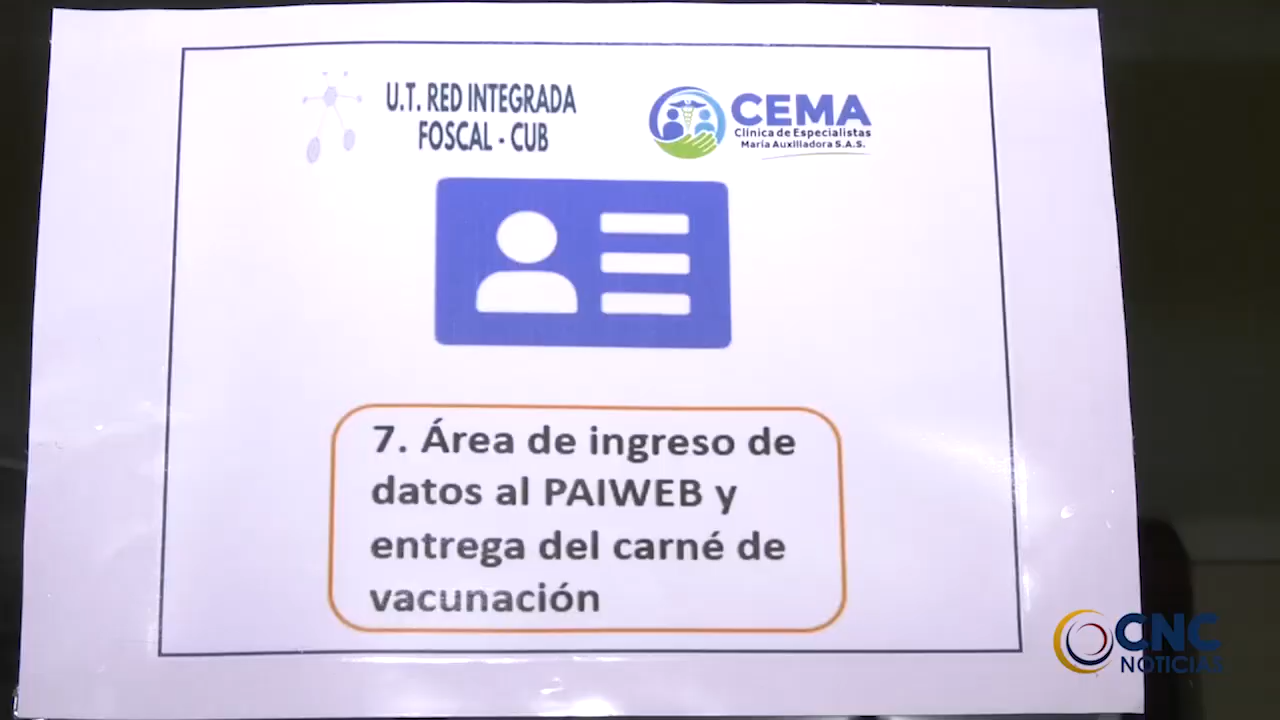 U.T. RED INTEGRADA
FOSCAL - CUB
CEMA
Clínica de Especialistas
María Auxiliadora S.A.S.
7. Área de ingreso de
datos al PAIWEB y
entrega del carné de
vacunación
CNC
NOTICIAS